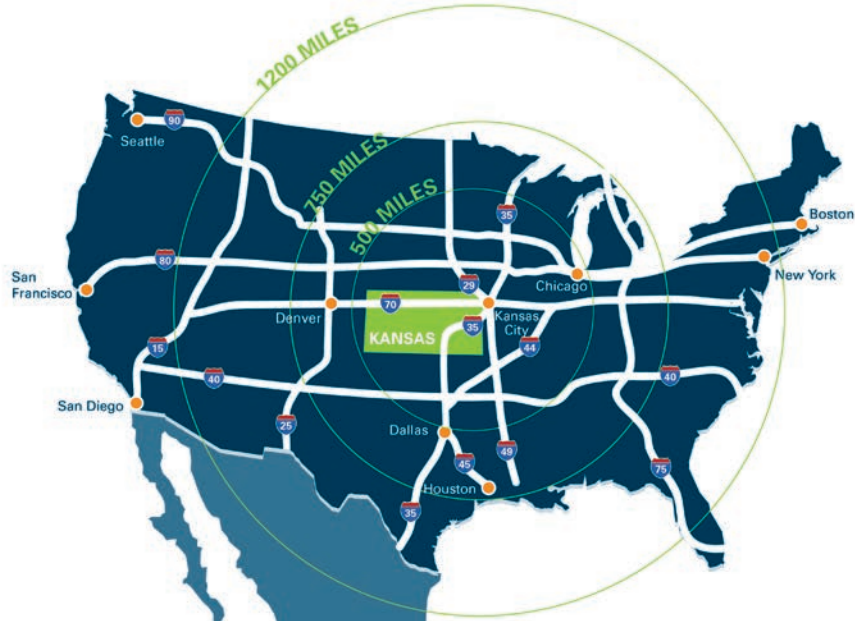 1200 MILES
750 MILES
500 MILES
90
Seattle
35
Boston
80
New York
San
Francisco
29
Chicago
Denver
70
Kansas
City
35
KANSAS
44
15
40
40
San Diego
25
Dallas
45
49
75
Houston
35